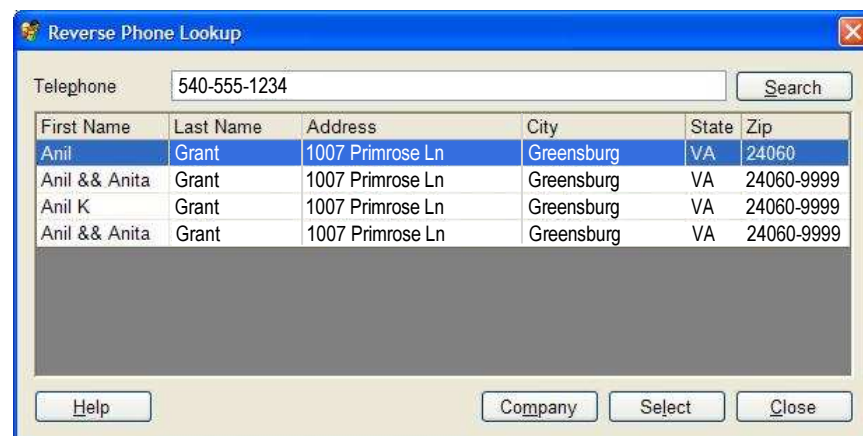 Reverse Phone Lookup
Telephone 540-555-1234 Search
First Name Last Name Address City State Zip
Anil Grant 1007 Primrose Ln Greensburg VA 24060
Anil && Anita Grant 1007 Primrose Ln Greensburg VA 24060-9999
Anil K Grant 1007 Primrose Ln Greensburg VA 24060-9999
Anil && Anita Grant 1007 Primrose Ln Greensburg VA 24060-9999
Help Company Select Close